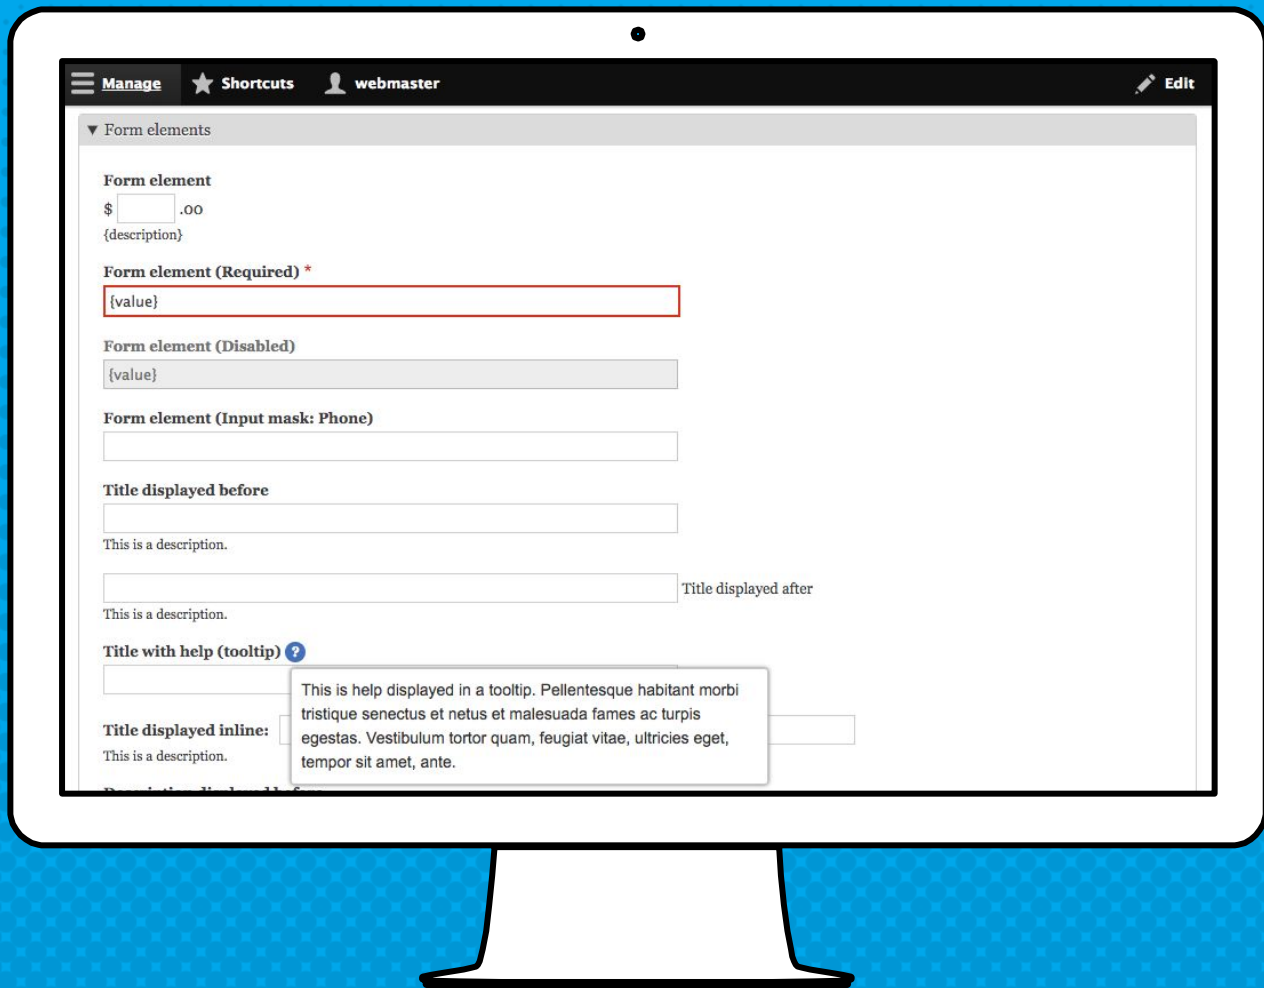 Manage Shortcuts webmaster Edit
▼ Form elements
Form element
$ .00
{description}
Form element (Required) *
{value}
Form element (Disabled)
{value}
Form element (Input mask: Phone)
Title displayed before
This is a description.
Title displayed after
This is a description.
Title with help (tooltip) ?
This is help displayed in a tooltip. Pellentesque habitant morbi
tristique senectus et netus et malesuada fames ac turpis
egestas. Vestibulum tortor quam, feugiat vitae, ultricies eget,
tempor sit amet, ante.
Title displayed inline:
This is a description.
Description displayed before